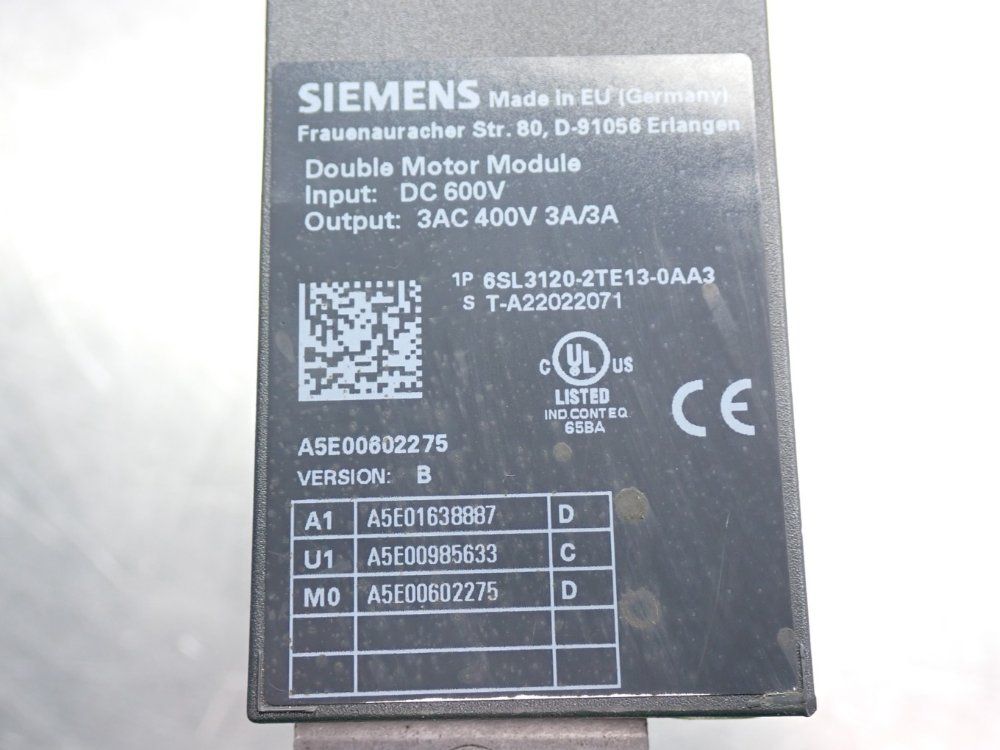 SIEMENS Made in EU (Germany)
Frauenauracher Str. 80, D-91056 Erlangen
Double Motor Module
Input: DC 600V
Output: 3AC 400V 3A/3A
1P 6SL3120-2TE13-0AA3
S T-A22022071
C UL US
LISTED
IND.CONT.EQ.
65BA
CE
A5E00602275
VERSION: B
A1 A5E01638887 D
U1 A5E00985633 C
M0 A5E00602275 D